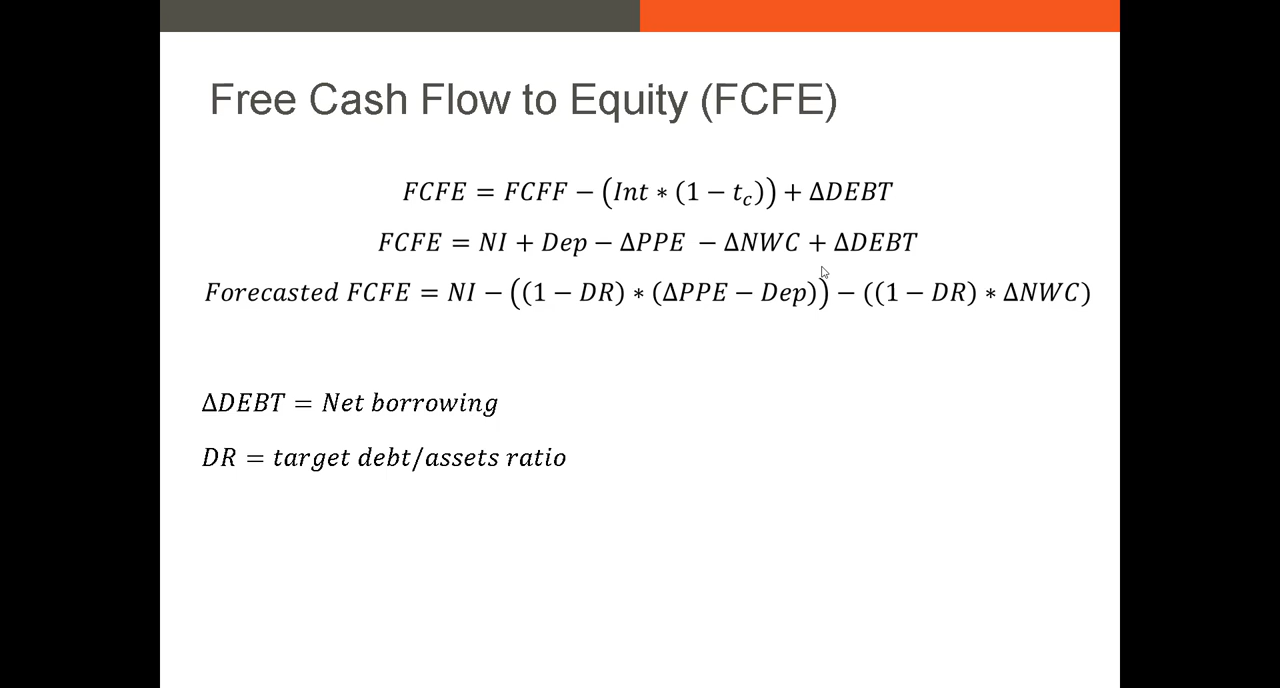 Free Cash Flow to Equity (FCFE)
FCFE = FCFF − (Int ∗ (1 − t_c)) + ΔDEBT
FCFE = NI + Dep − ΔPPE − ΔNWC + ΔDEBT
Forecasted FCFE = NI − ((1 − DR) ∗ (ΔPPE − Dep)) − ((1 − DR) ∗ ΔNWC)
ΔDEBT = Net borrowing
DR = target debt/assets ratio